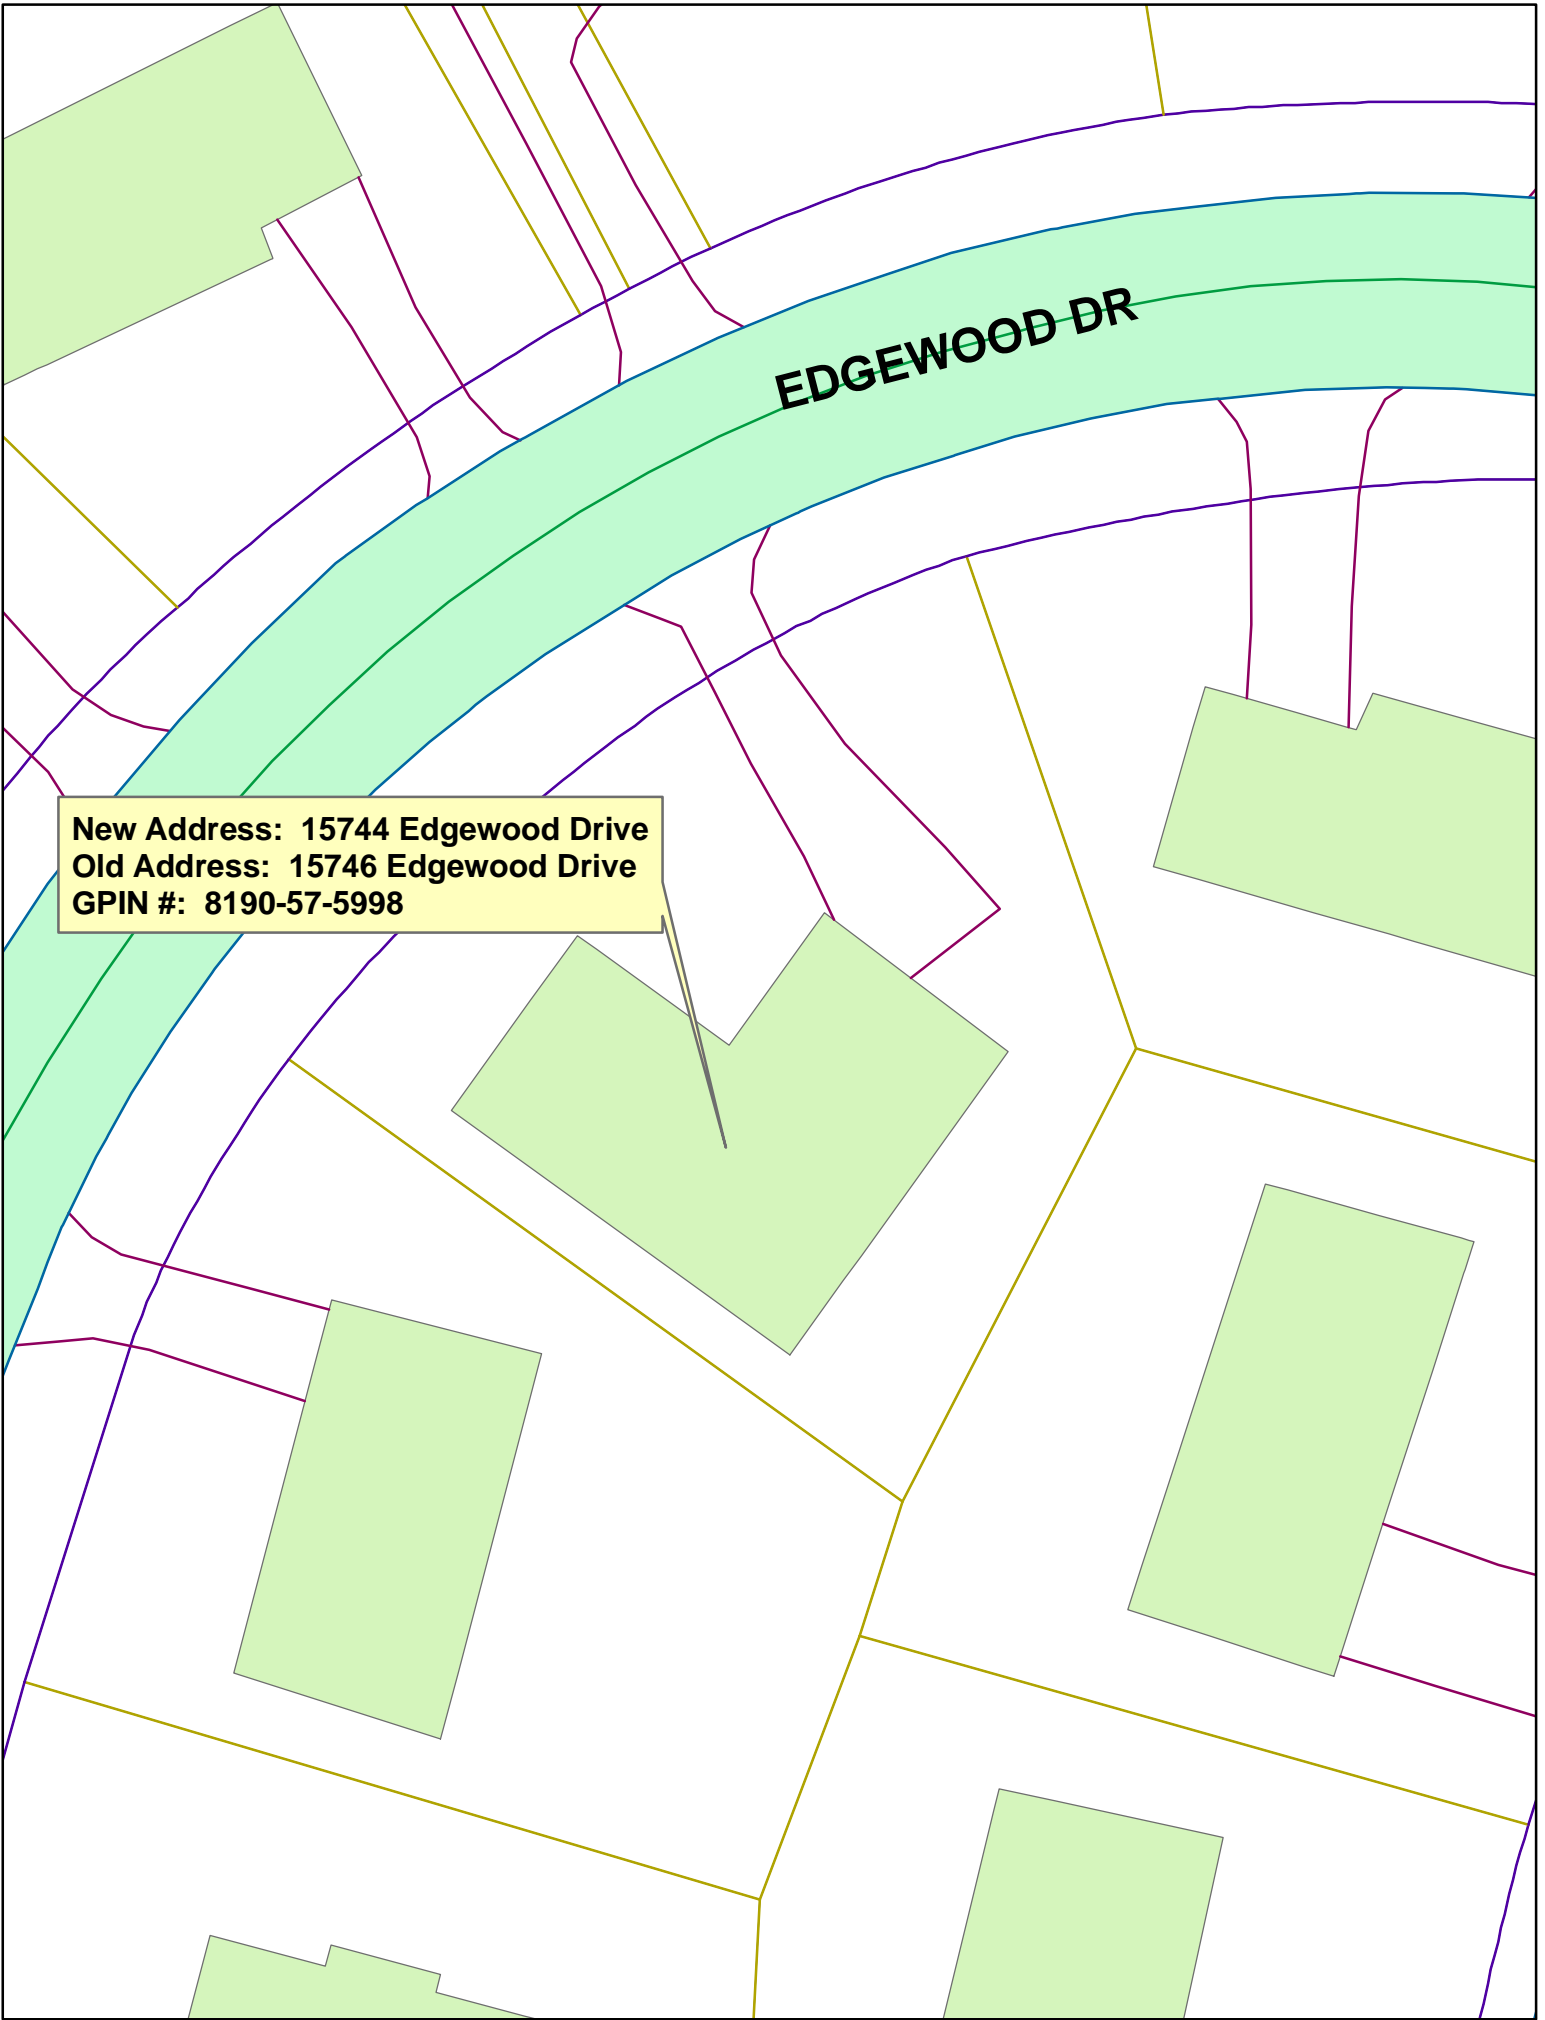 EDGEWOOD DR
New Address:  15744 Edgewood Drive
Old Address:  15746 Edgewood Drive
GPIN #:  8190-57-5998